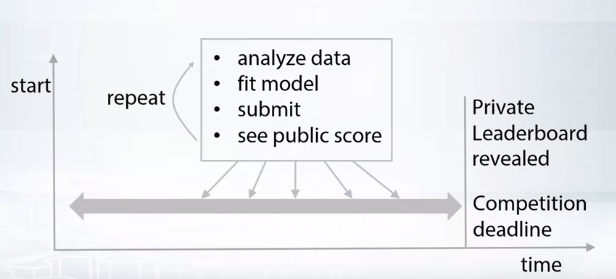 start
repeat
• analyze data
• fit model
• submit
• see public score
Private
Leaderboard
revealed
Competition
deadline
time